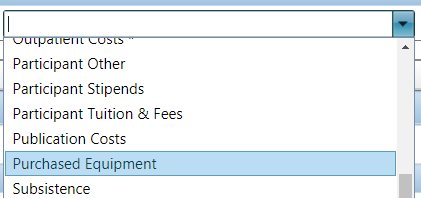 Outpatient Costs *
Participant Other
Participant Stipends
Participant Tuition & Fees
Publication Costs
Purchased Equipment
Subsistence